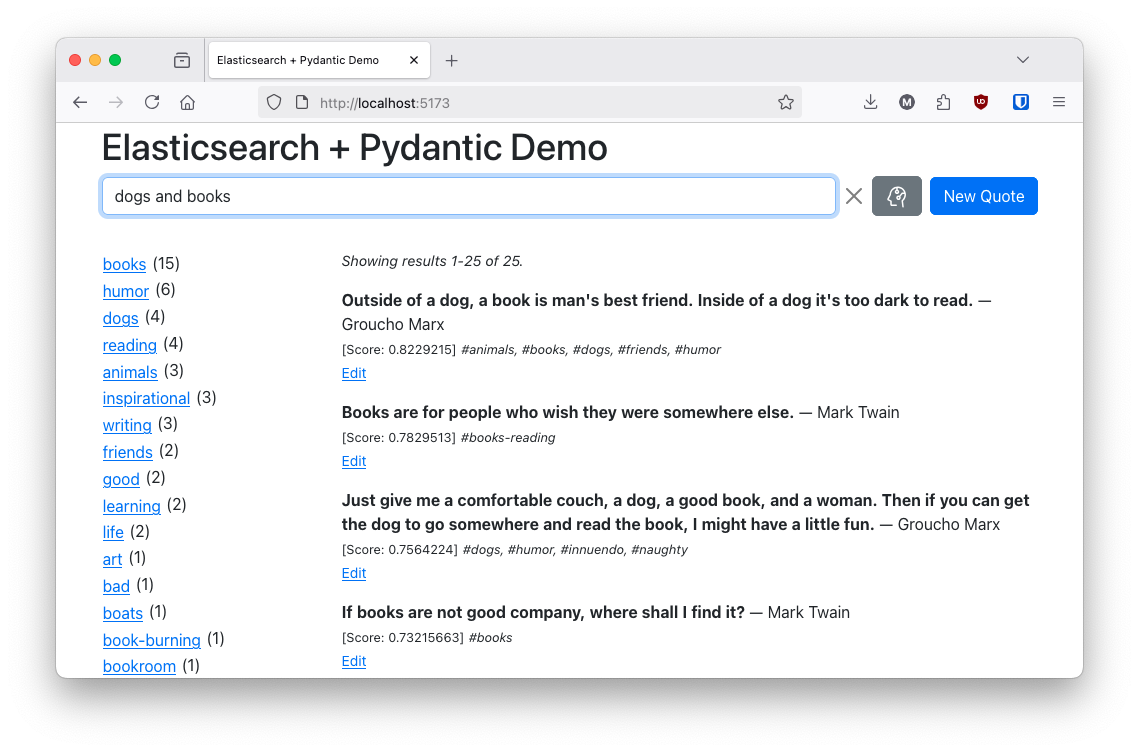 Elasticsearch + Pydantic Demo
http://localhost:5173
M
UD
Elasticsearch + Pydantic Demo
dogs and books
New Quote
books (15)
humor (6)
dogs (4)
reading (4)
animals (3)
inspirational (3)
writing (3)
friends (2)
good (2)
learning (2)
life (2)
art (1)
bad (1)
boats (1)
book-burning (1)
bookroom (1)
Showing results 1-25 of 25.
Outside of a dog, a book is man's best friend. Inside of a dog it's too dark to read. —
Groucho Marx
[Score: 0.8229215] #animals, #books, #dogs, #friends, #humor
Edit
Books are for people who wish they were somewhere else. — Mark Twain
[Score: 0.7829513] #books-reading
Edit
Just give me a comfortable couch, a dog, a good book, and a woman. Then if you can get
the dog to go somewhere and read the book, I might have a little fun. — Groucho Marx
[Score: 0.7564224] #dogs, #humor, #innuendo, #naughty
Edit
If books are not good company, where shall I find it? — Mark Twain
[Score: 0.73215663] #books
Edit